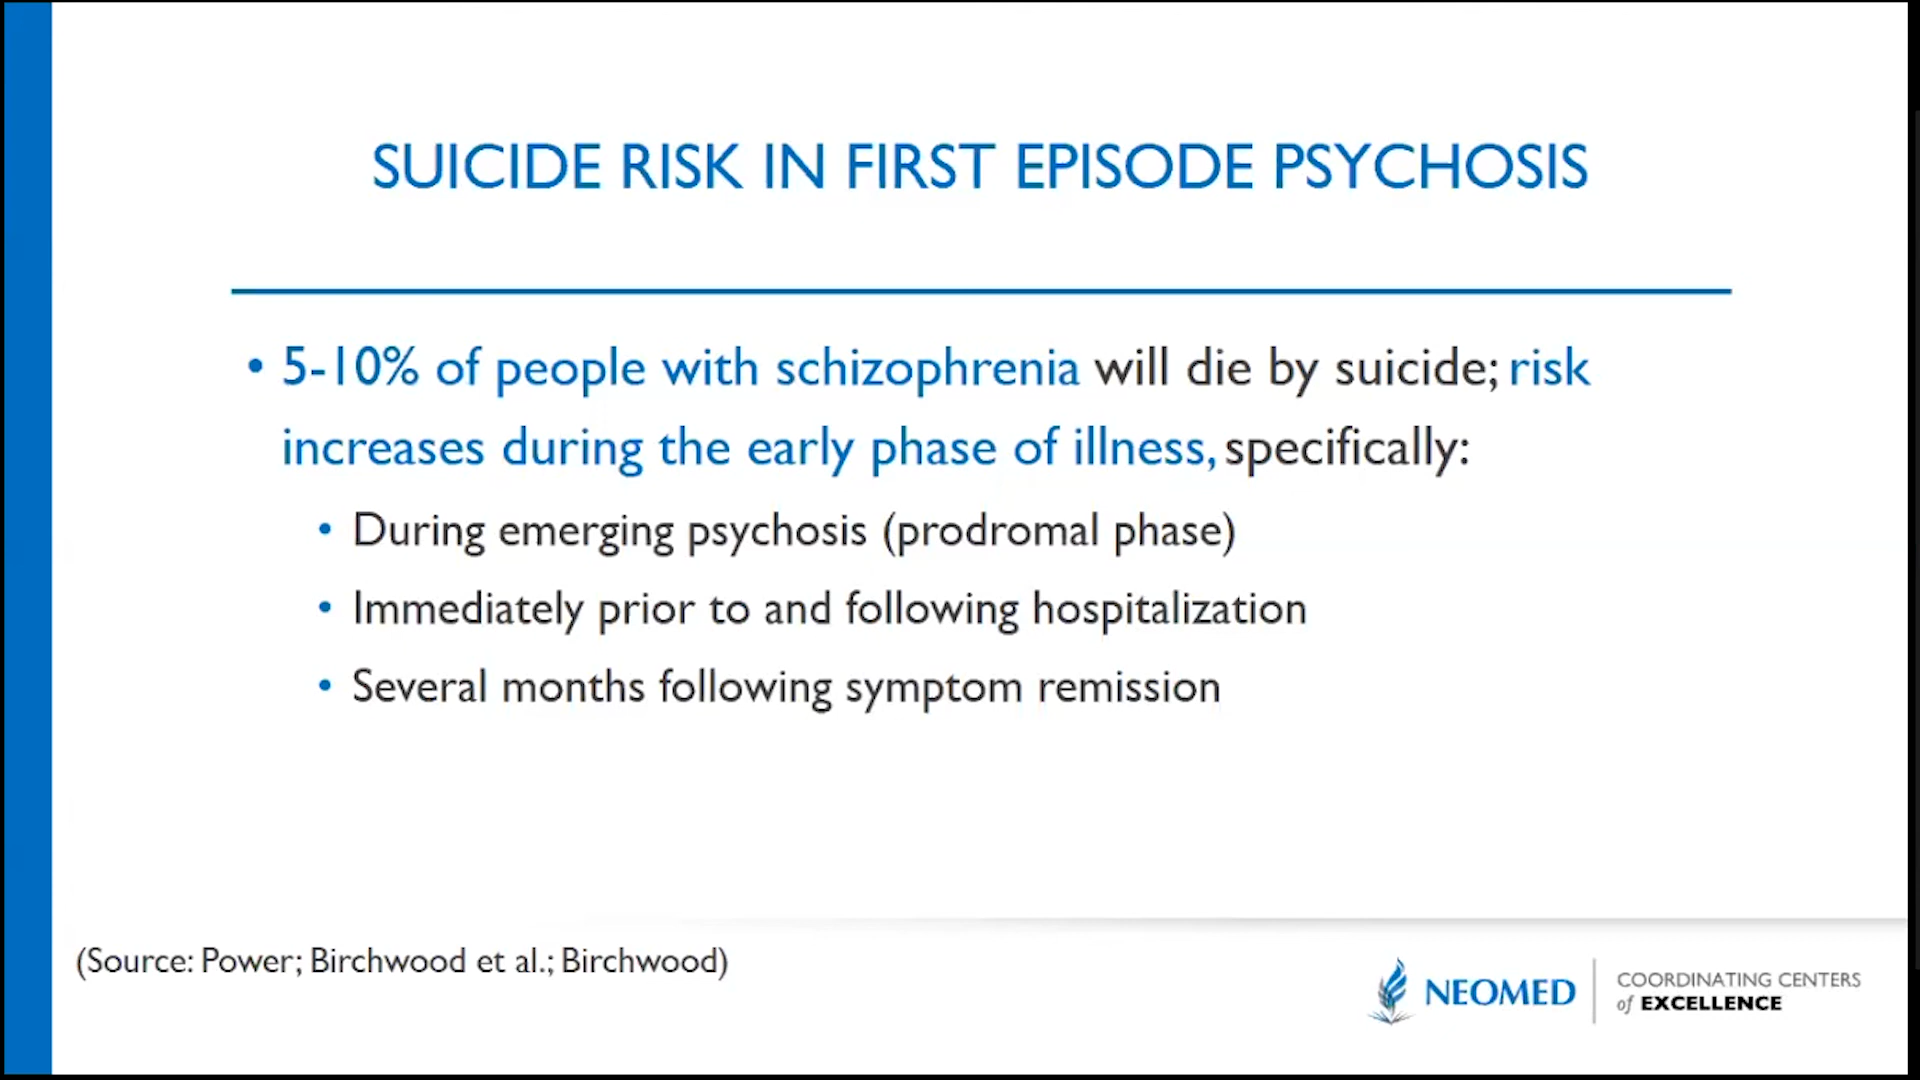 SUICIDE RISK IN FIRST EPISODE PSYCHOSIS
• 5-10% of people with schizophrenia will die by suicide; risk
increases during the early phase of illness, specifically:
• During emerging psychosis (prodromal phase)
• Immediately prior to and following hospitalization
• Several months following symptom remission
(Source: Power; Birchwood et al.; Birchwood)
NEOMED
COORDINATING CENTERS
of EXCELLENCE